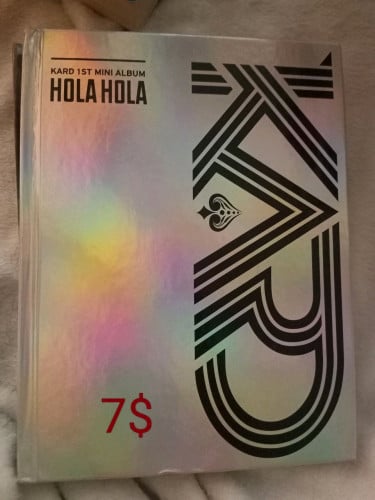 KARD 1ST MINI ALBUM
HOLA HOLA
KARD
7$